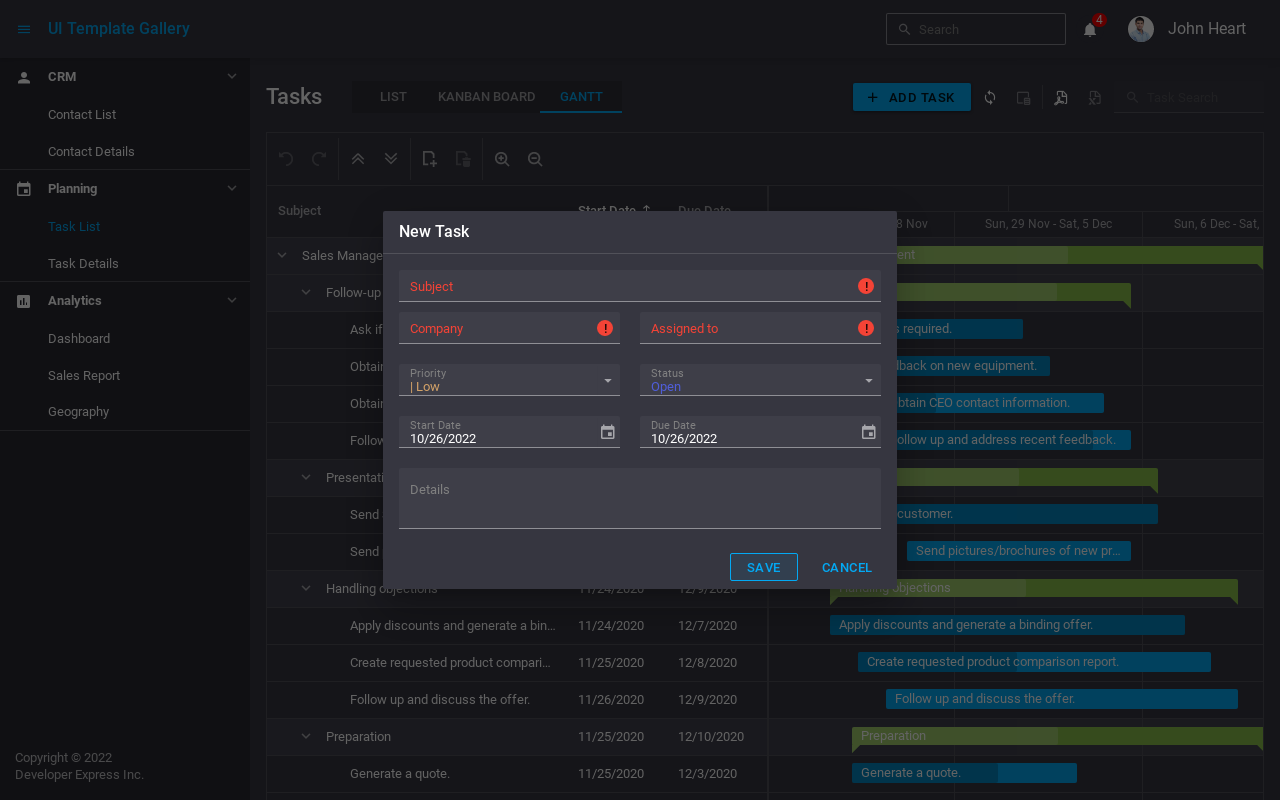 UI Template Gallery
Search
4
John Heart
CRM
Contact List
Contact Details
Planning
Task List
Task Details
Analytics
Dashboard
Sales Report
Geography
Copyright © 2022
Developer Express Inc.
Tasks
LIST
KANBAN BOARD
GANTT
ADD TASK
Task Search
Subject
Start Date
Due Date
8 Nov
Sun, 29 Nov - Sat, 5 Dec
Sun, 6 Dec - Sat,
New Task
Subject
Company
Assigned to
Priority
| Low
Status
Open
Start Date
10/26/2022
Due Date
10/26/2022
Details
SAVE
CANCEL
Sales Manage
ent
Follow-up
Ask if
s required.
Obtain
dback on new equipment.
Obtain
btain CEO contact information.
Follow
ollow up and address recent feedback.
Presentati
Send
customer.
Send
Send pictures/brochures of new pr...
Handling objections 11/24/2020 12/9/2020
Handling objections
Apply discounts and generate a bin... 11/24/2020 12/7/2020
Apply discounts and generate a binding offer.
Create requested product compari... 11/25/2020 12/8/2020
Create requested product comparison report.
Follow up and discuss the offer. 11/26/2020 12/9/2020
Follow up and discuss the offer.
Preparation 11/25/2020 12/10/2020
Preparation
Generate a quote. 11/25/2020 12/3/2020
Generate a quote.